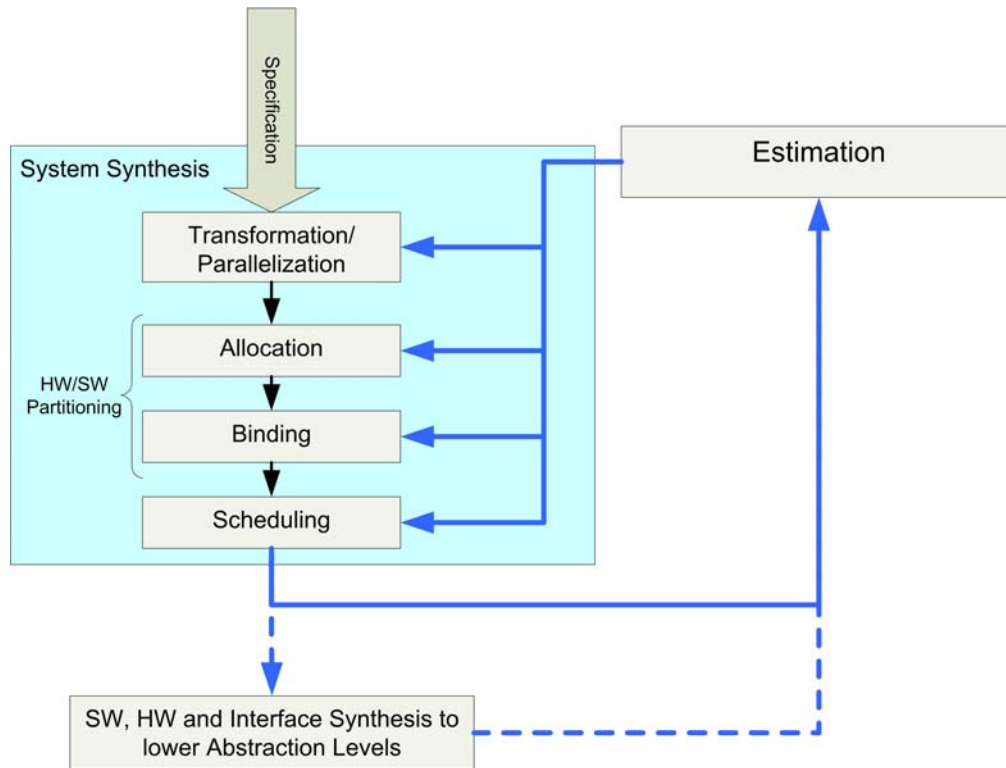 Specification
System Synthesis
Estimation
Transformation/
Parallelization
Allocation
HW/SW
Partitioning
Binding
Scheduling
SW, HW and Interface Synthesis to
lower Abstraction Levels